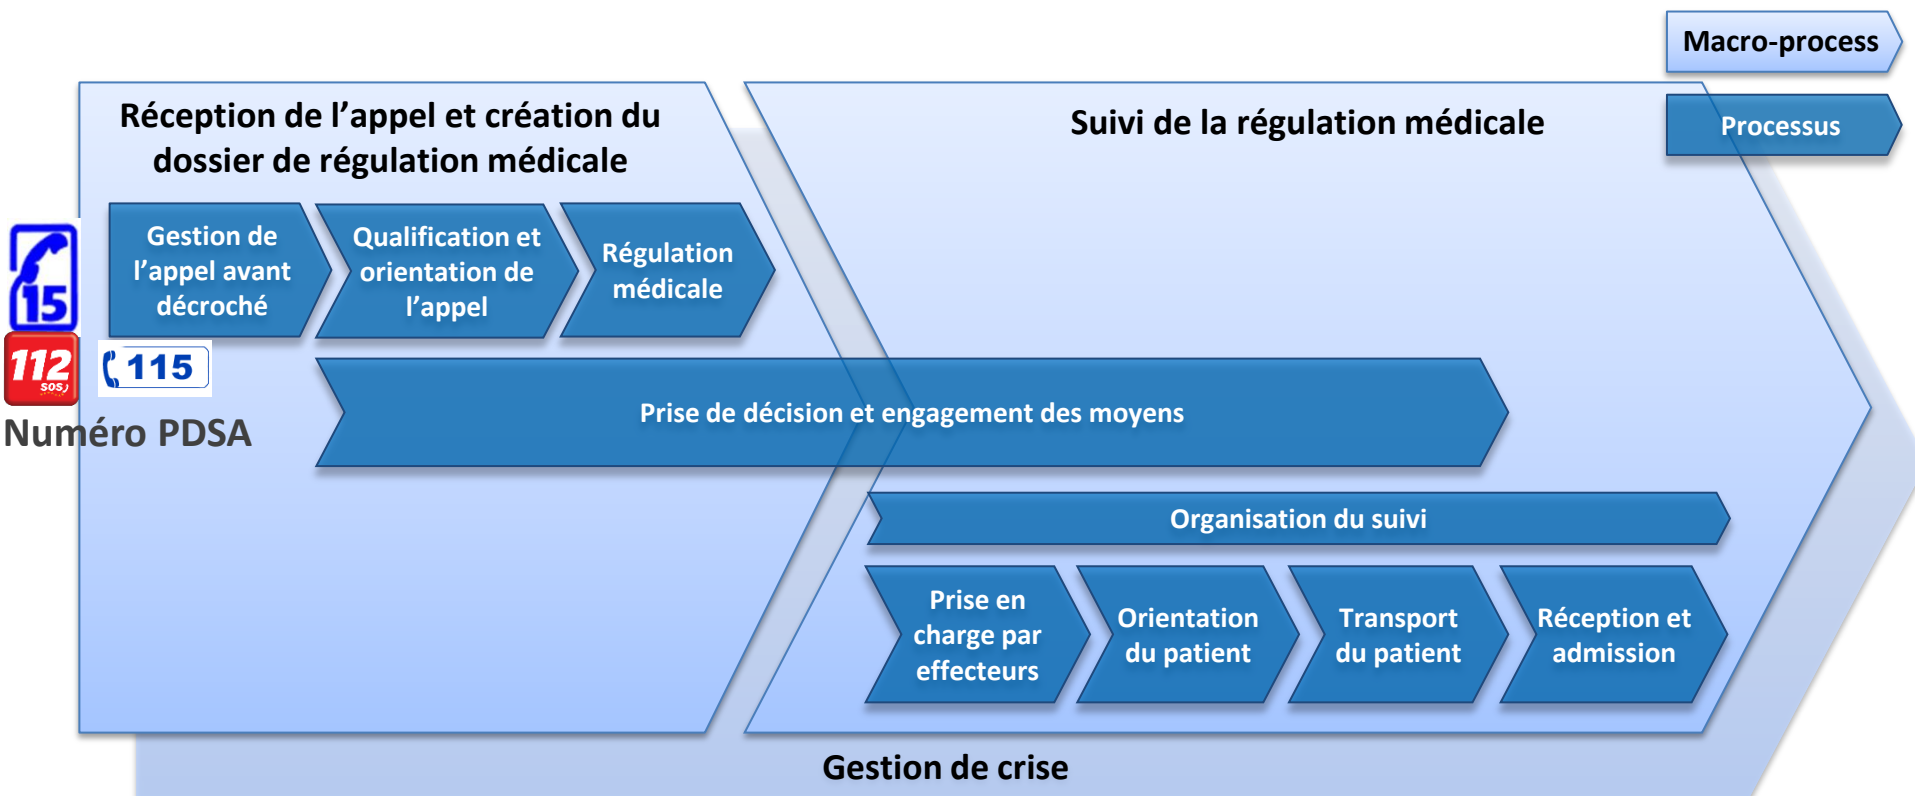 Macro-process
Processus
Réception de l’appel et création du
dossier de régulation médicale
Suivi de la régulation médicale
Gestion de
l’appel avant
décroché
Qualification et
orientation de
l’appel
Régulation
médicale
15
112
SOS
115
Numéro PDSA
Prise de décision et engagement des moyens
Organisation du suivi
Prise en
charge par
effecteurs
Orientation
du patient
Transport
du patient
Réception et
admission
Gestion de crise